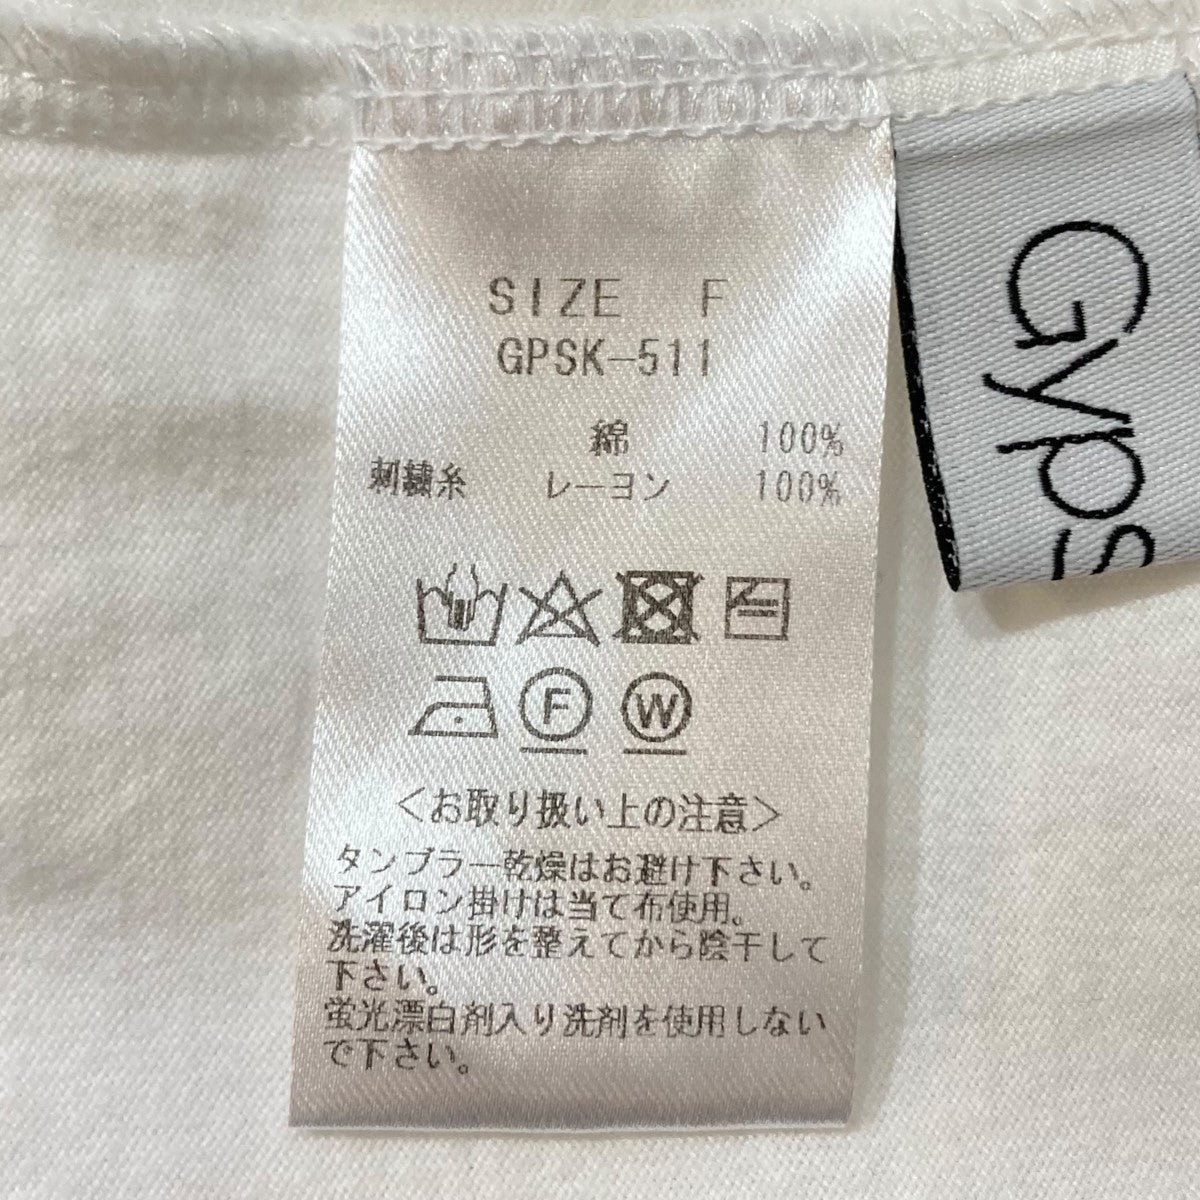 SIZE F
GPSK-511
綿 100%
刺繍糸 レーヨン 100%
F W
<お取り扱い上の注意>
タンブラー乾燥はお避け下さい。
アイロン掛けは当て布使用。
洗濯後は形を整えてから陰干して
下さい。
蛍光漂白剤入り洗剤を使用しない
で下さい。
Gyps